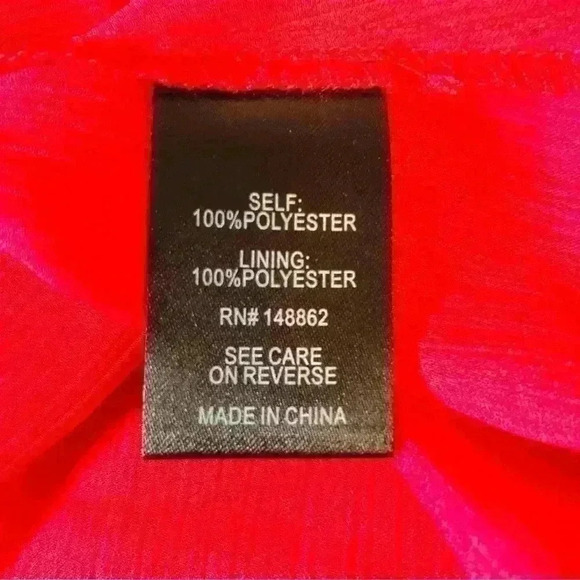 SELF:
100%POLYESTER
LINING:
100%POLYESTER
RN# 148862
SEE CARE
ON REVERSE
MADE IN CHINA